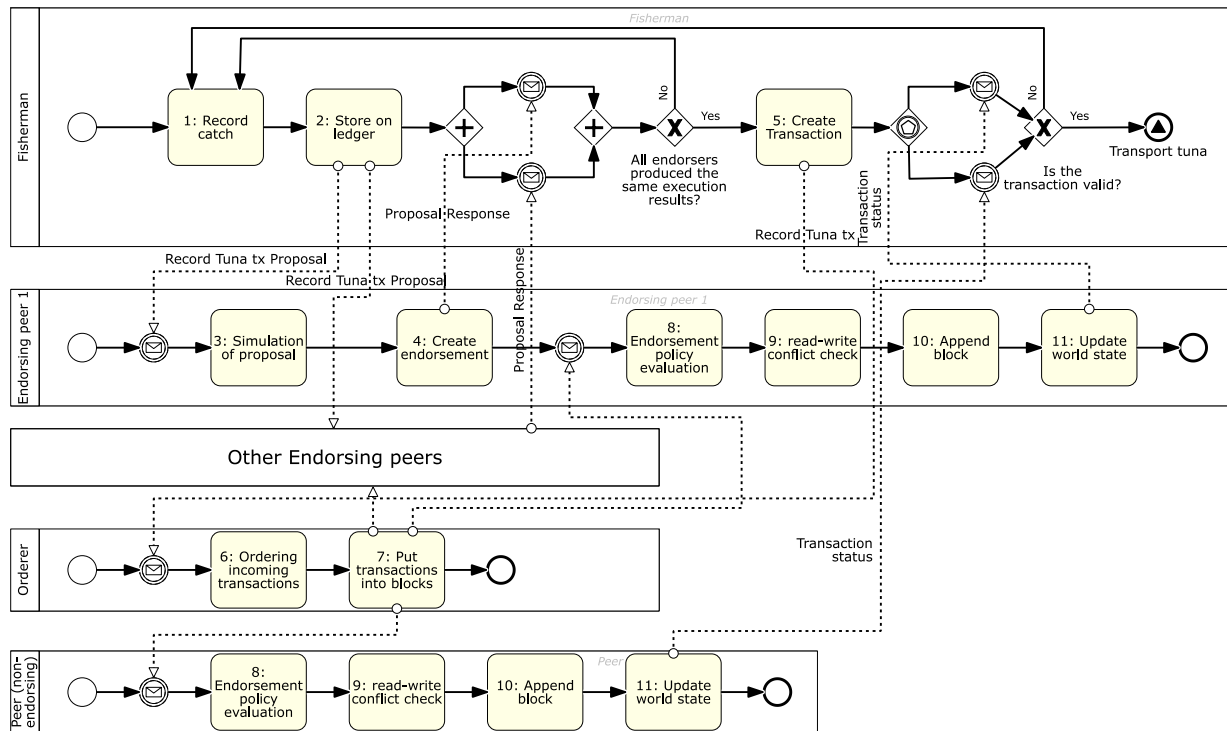 Fisherman
Fisherman
1: Record
catch
2: Store on
ledger
No
Yes
All endorsers
produced the
same execution
results?
5: Create
Transaction
No
Yes
Is the
transaction valid?
Transport tuna
Proposal Response
Record Tuna tx
Transaction
status
Record Tuna tx Proposal
Record Tuna tx Proposal
Proposal Response
Endorsing peer 1
Endorsing peer 1
3: Simulation
of proposal
4: Create
endorsement
8:
Endorsement
policy
evaluation
9: read-write
conflict check
10: Append
block
11: Update
world state
Other Endorsing peers
Orderer
6: Ordering
incoming
transactions
7: Put
transactions
into blocks
Transaction
status
Peer (non-
endorsing)
Peer
8:
Endorsement
policy
evaluation
9: read-write
conflict check
10: Append
block
11: Update
world state